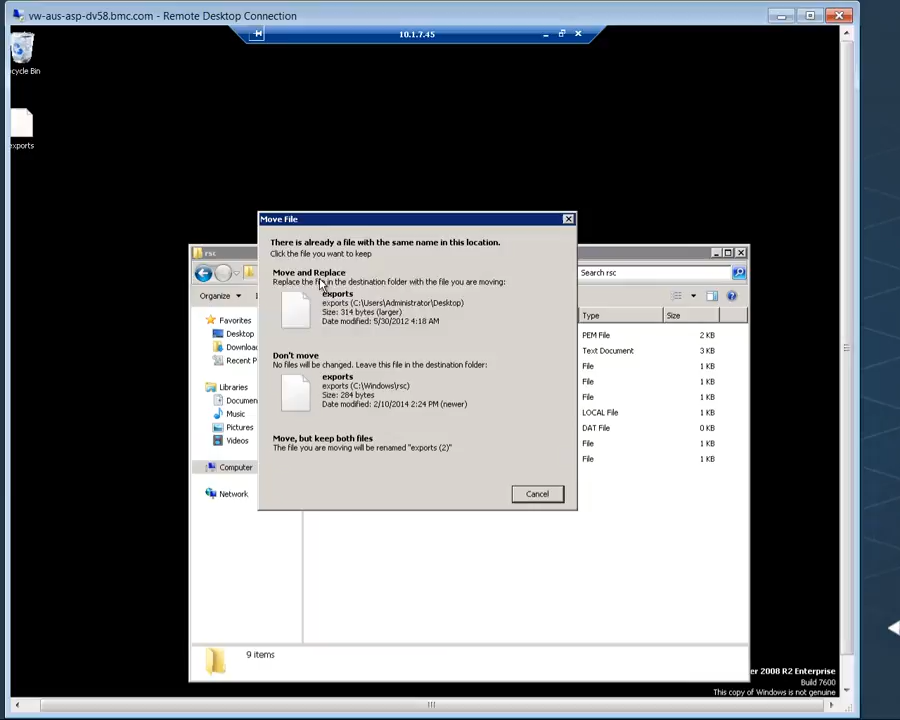 vw-aus-asp-dv58.bmc.com - Remote Desktop Connection
10.1.7.45
cycle Bin
exports
Move File
There is already a file with the same name in this location.
Click the file you want to keep
Move and Replace
Replace the file in the destination folder with the file you are moving:
exports
exports (C:\Users\Administrator\Desktop)
Size: 314 bytes (larger)
Date modified: 5/30/2012 4:18 AM
Don't move
No files will be changed. Leave this file in the destination folder:
exports
exports (C:\Windows\rsc)
Size: 284 bytes
Date modified: 2/10/2014 2:24 PM (newer)
Move, but keep both files
The file you are moving will be renamed "exports (2)"
Cancel
rsc
Search rsc
Organize
Type Size
Favorites
Desktop
Downloa
Recent P
Libraries
Documen
Music
Pictures
Videos
Computer
Network
PEM File 2 KB
Text Document 3 KB
File 1 KB
File 1 KB
File 1 KB
LOCAL File 1 KB
DAT File 0 KB
File 1 KB
File 1 KB
9 items
er 2008 R2 Enterprise
Build 7600
This copy of Windows is not genuine